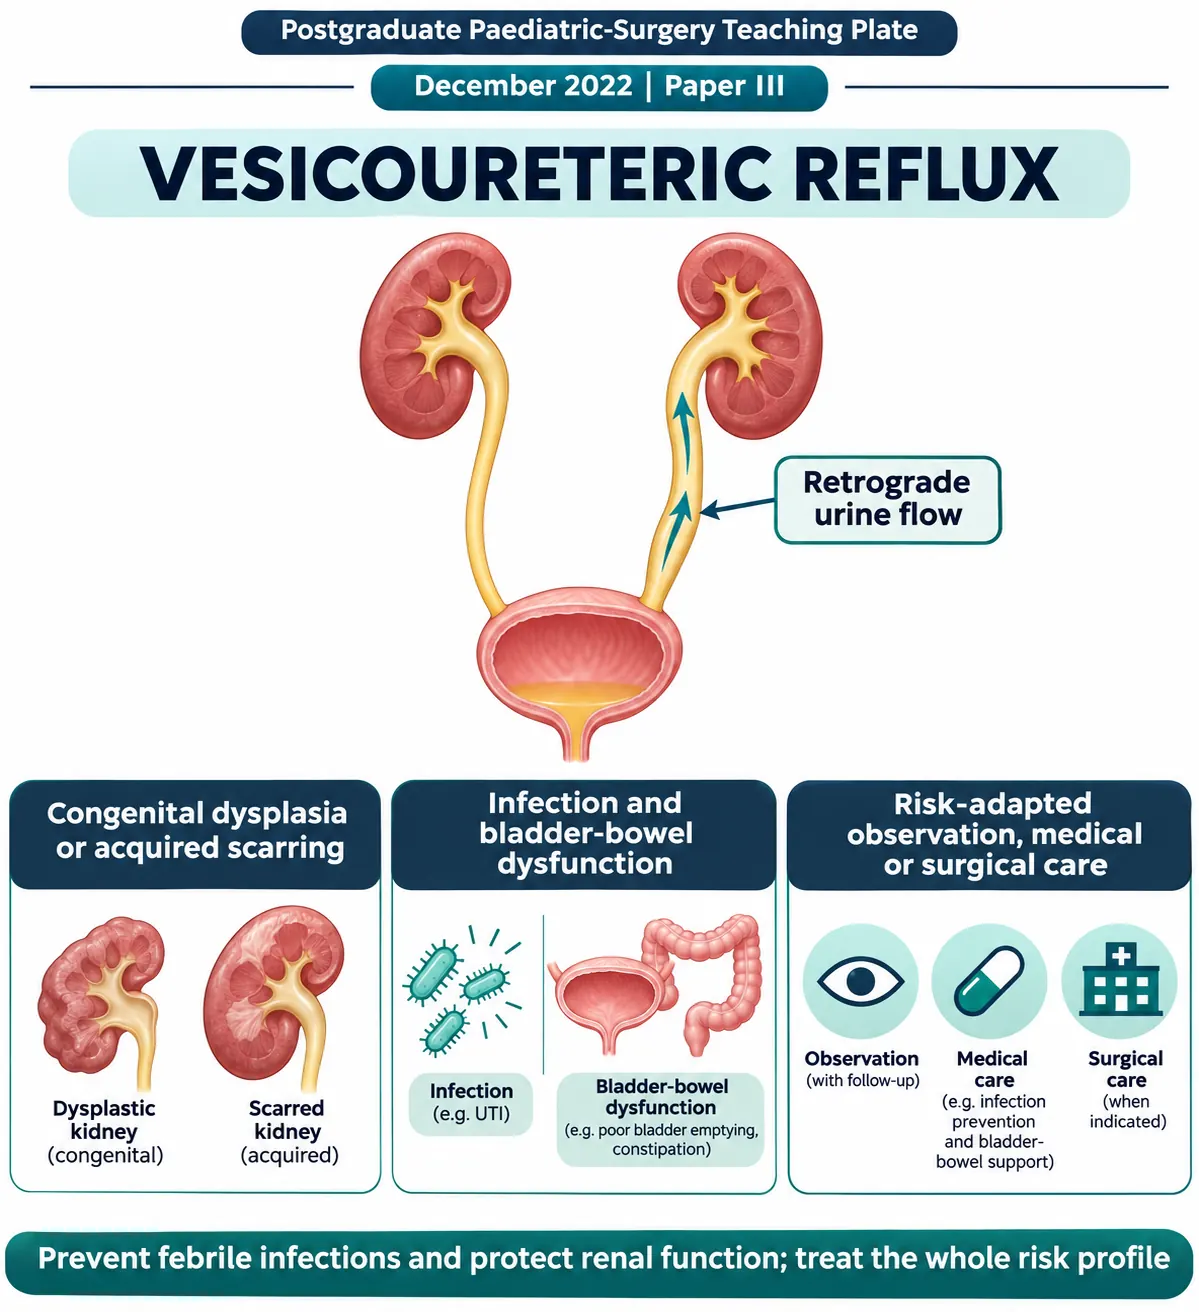 Postgraduate Paediatric-Surgery Teaching Plate
December 2022 | Paper III
VESICOURETERIC REFLUX
Retrograde
urine flow
Congenital dysplasia
or acquired scarring
Dysplastic
kidney
(congenital)
Scarred
kidney
(acquired)
Infection and
bladder-bowel
dysfunction
Infection
(e.g. UTI)
Bladder-bowel
dysfunction
(e.g. poor bladder emptying,
constipation)
Risk-adapted
observation, medical
or surgical care
Observation
(with follow-up)
Medical
care
(e.g. infection
prevention
and bladder-
bowel support)
Surgical
care
(when
indicated)
Prevent febrile infections and protect renal function; treat the whole risk profile